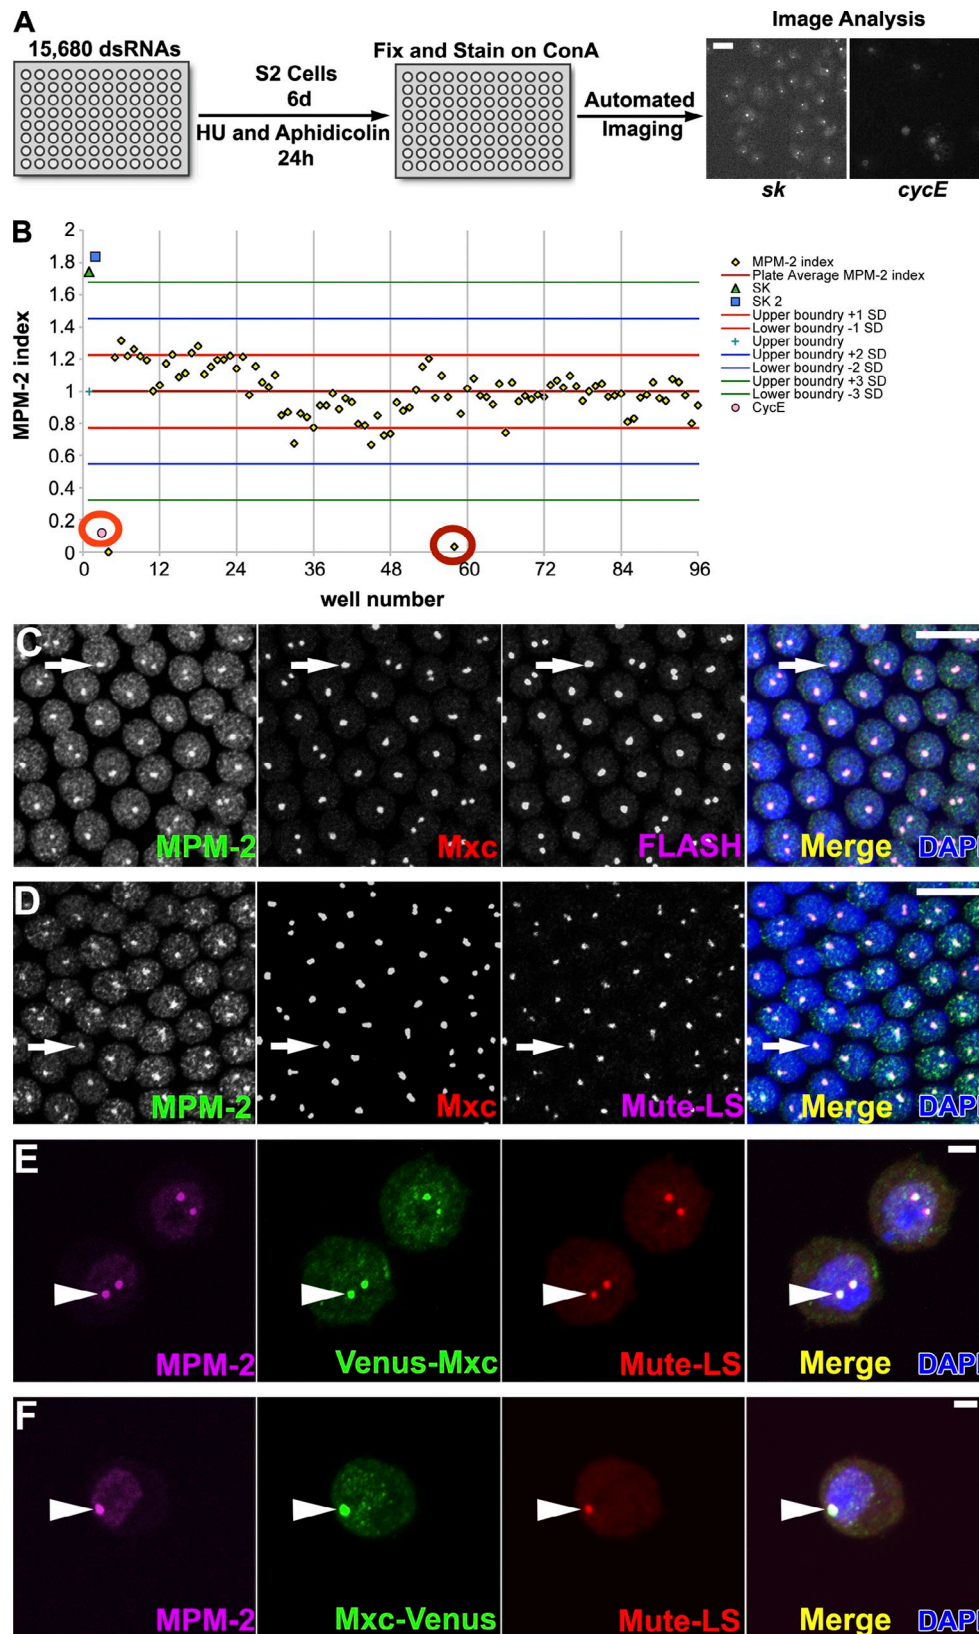 A
15,680 dsRNAs
S2 Cells
6d
HU and Aphidicolin
24h
Fix and Stain on ConA
Automated
Imaging
Image Analysis
sk
cycE
B
MPM-2 index
2
1.8
1.6
1.4
1.2
1
0.8
0.6
0.4
0.2
0
0 12 24 36 48 60 72 84 96
well number
MPM-2 index
Plate Average MPM-2 index
SK
SK 2
Upper boundry +1 SD
Lower boundry -1 SD
Upper boundry
Upper boundry +2 SD
Lower boundry -2 SD
Upper boundry +3 SD
Lower boundry -3 SD
CycE
C
MPM-2 Mxc FLASH Merge DAPI
D
MPM-2 Mxc Mute-LS Merge DAPI
E
MPM-2 Venus-Mxc Mute-LS Merge DAPI
F
MPM-2 Mxc-Venus Mute-LS Merge DAPI